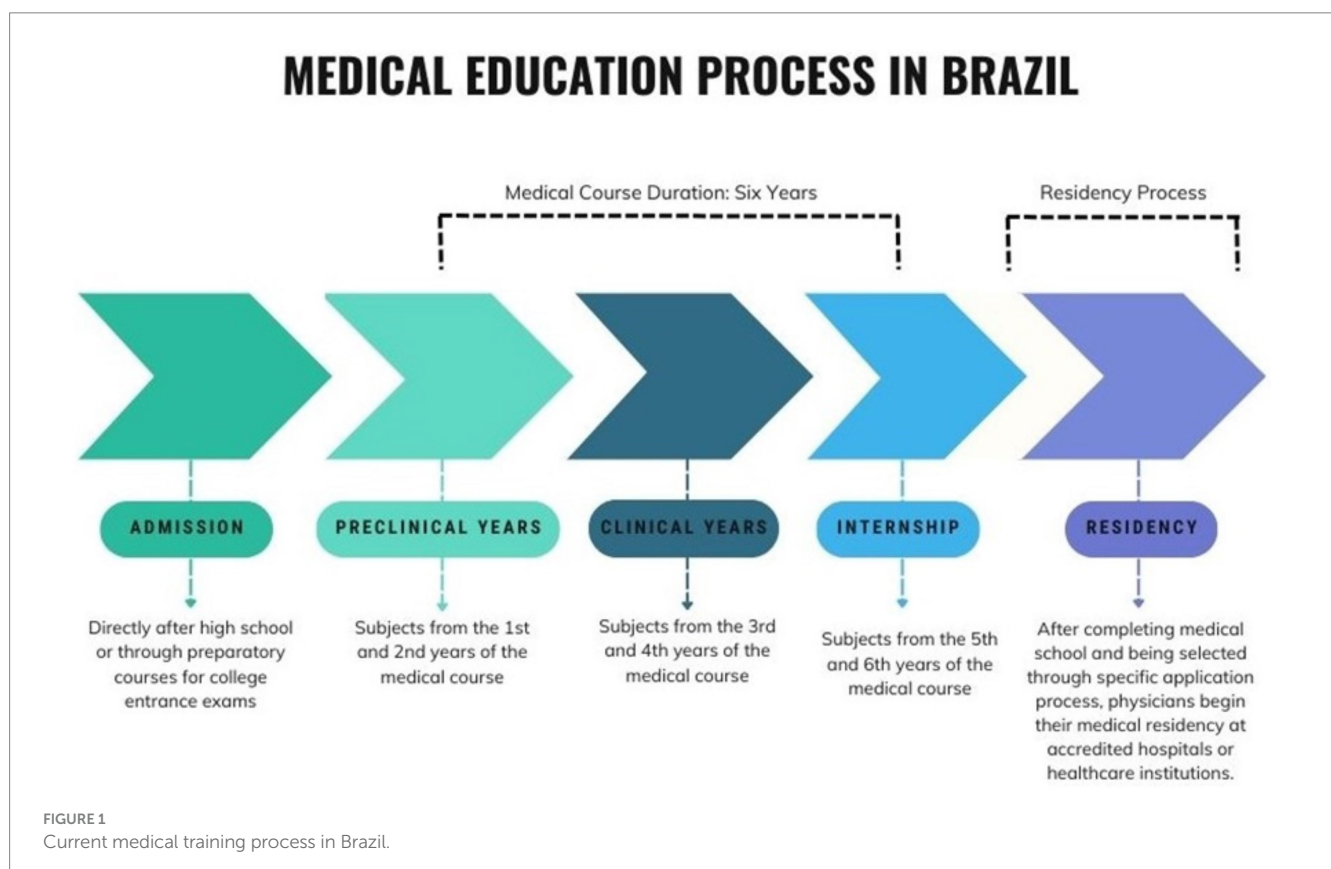 MEDICAL EDUCATION PROCESS IN BRAZIL
Medical Course Duration: Six Years
Residency Process
ADMISSION
PRECLINICAL YEARS
CLINICAL YEARS
INTERNSHIP
RESIDENCY
Directly after high school
or through preparatory
courses for college
entrance exams
Subjects from the 1st
and 2nd years of the
medical course
Subjects from the 3rd
and 4th years of the
medical course
Subjects from the 5th
and 6th years of the
medical course
After completing medical
school and being selected
through specific application
process, physicians begin
their medical residency at
accredited hospitals or
healthcare institutions.
FIGURE 1
Current medical training process in Brazil.